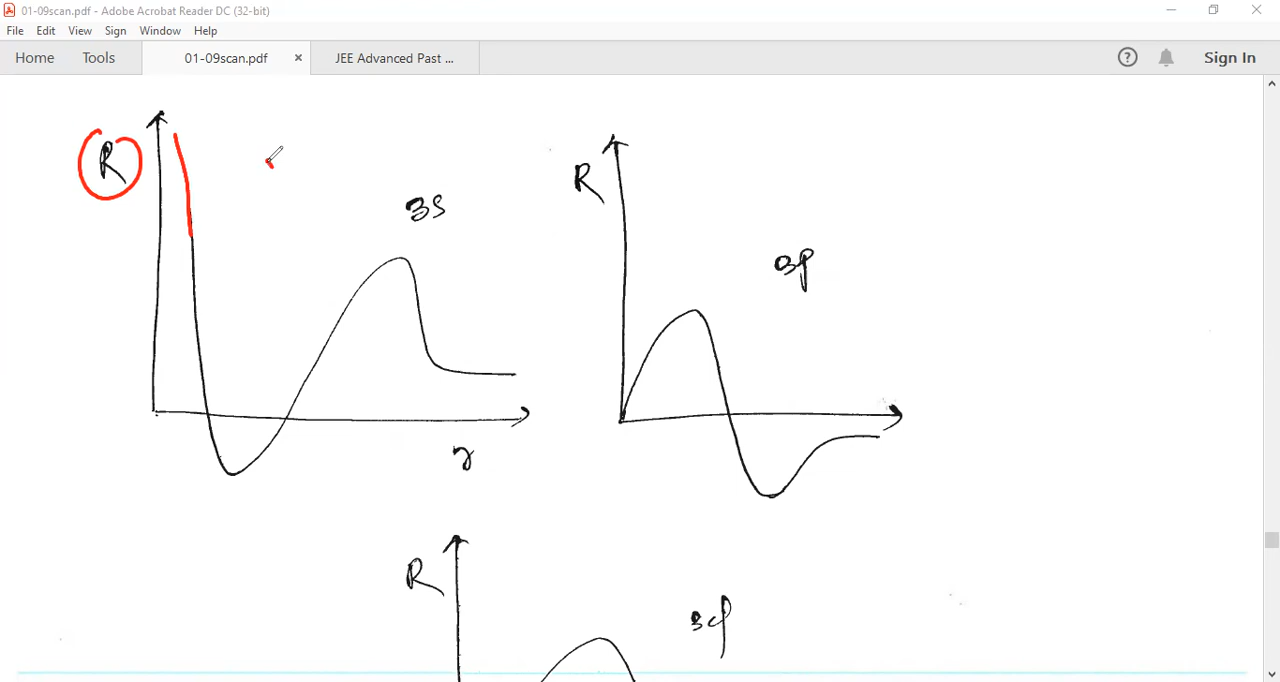 01-09scan.pdf - Adobe Acrobat Reader DC (32-bit)
File Edit View Sign Window Help
Home Tools 01-09scan.pdf × JEE Advanced Past ... ? Sign In
R
3s
r
R
3p
R
3d